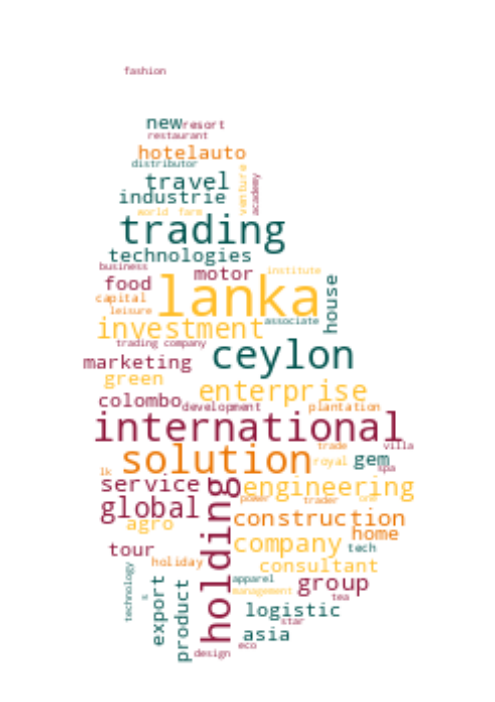 fashion
new resort
restaurant
hotel auto
distributor
travel venture academy
industrie
world farm
trading
technologies
business motor institute
food lanka house
capital
leisure associate
investment
trading company ceylon
marketing
green enterprise
colombo development plantation
international
solution trade villa
royal gem spa
lk
service holding engineering
global power trader one
agro construction
home
tour company tech
holiday consultant
technology s export product apparel group
management tea
logistic
star
asia
eco
design